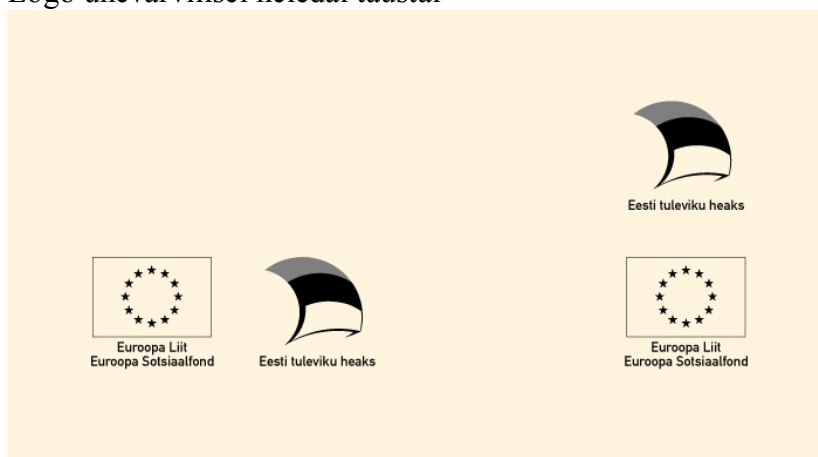 Logo ühevärvilisel heledal taustal
Eesti tuleviku heaks
Euroopa Liit
Euroopa Sotsiaalfond
Eesti tuleviku heaks
Euroopa Liit
Euroopa Sotsiaalfond